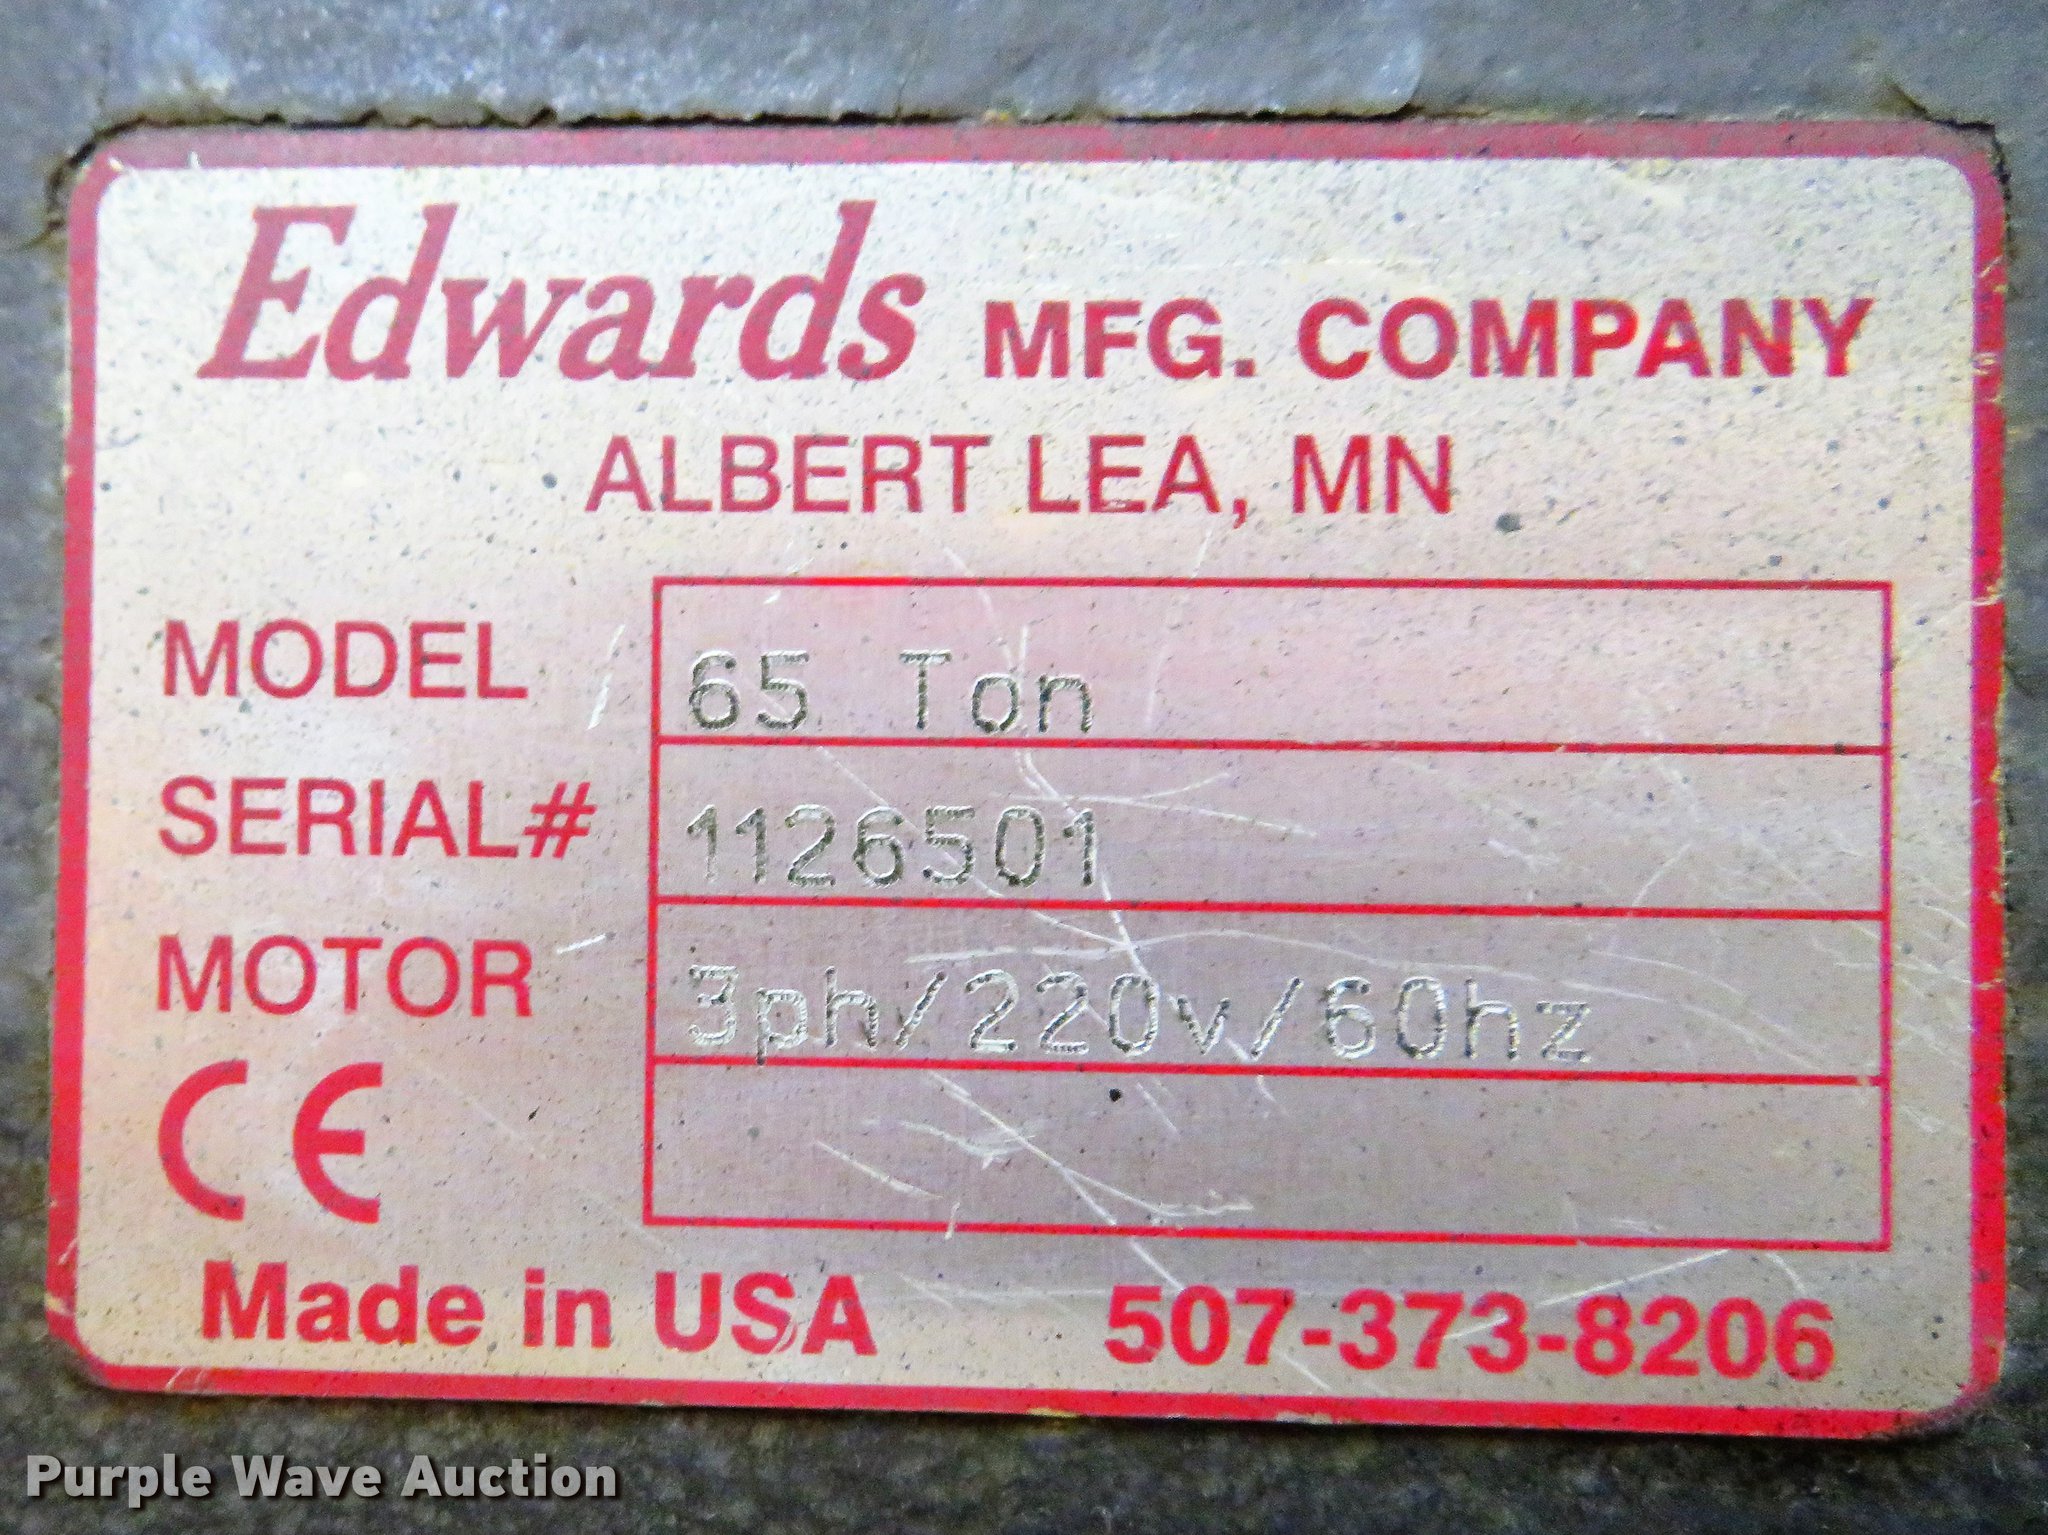 Edwards MFG. COMPANY
ALBERT LEA, MN
MODEL 65 Ton
SERIAL# 1126501
MOTOR 3ph/220v/60hz
CE
Made in USA 507-373-8206
Purple Wave Auction